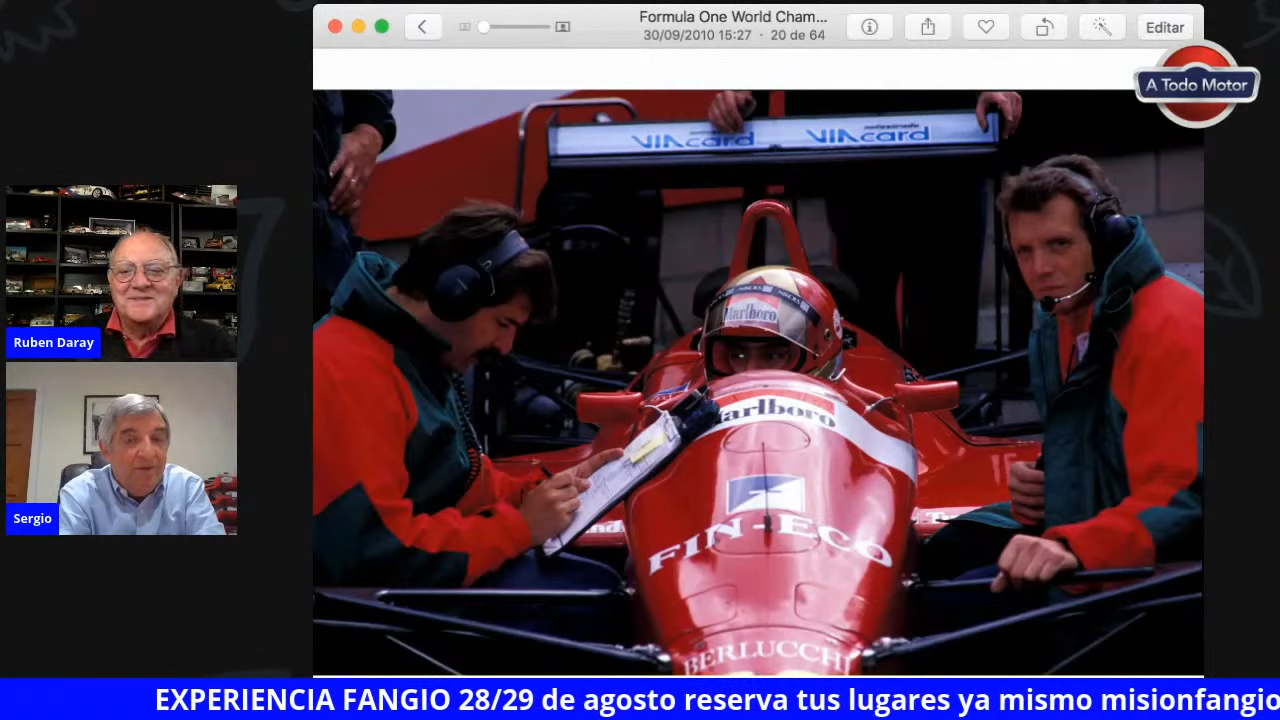 Formula One World Cham...
30/09/2010 15:27 · 20 de 64
Editar
A Todo Motor
VIAcard
autostrade
VIAcard
Marlboro
Ruben Daray
Marlboro
Sergio
FIN-ECO
BERLUCCHI
EXPERIENCIA FANGIO 28/29 de agosto reserva tus lugares ya mismo misionfangio